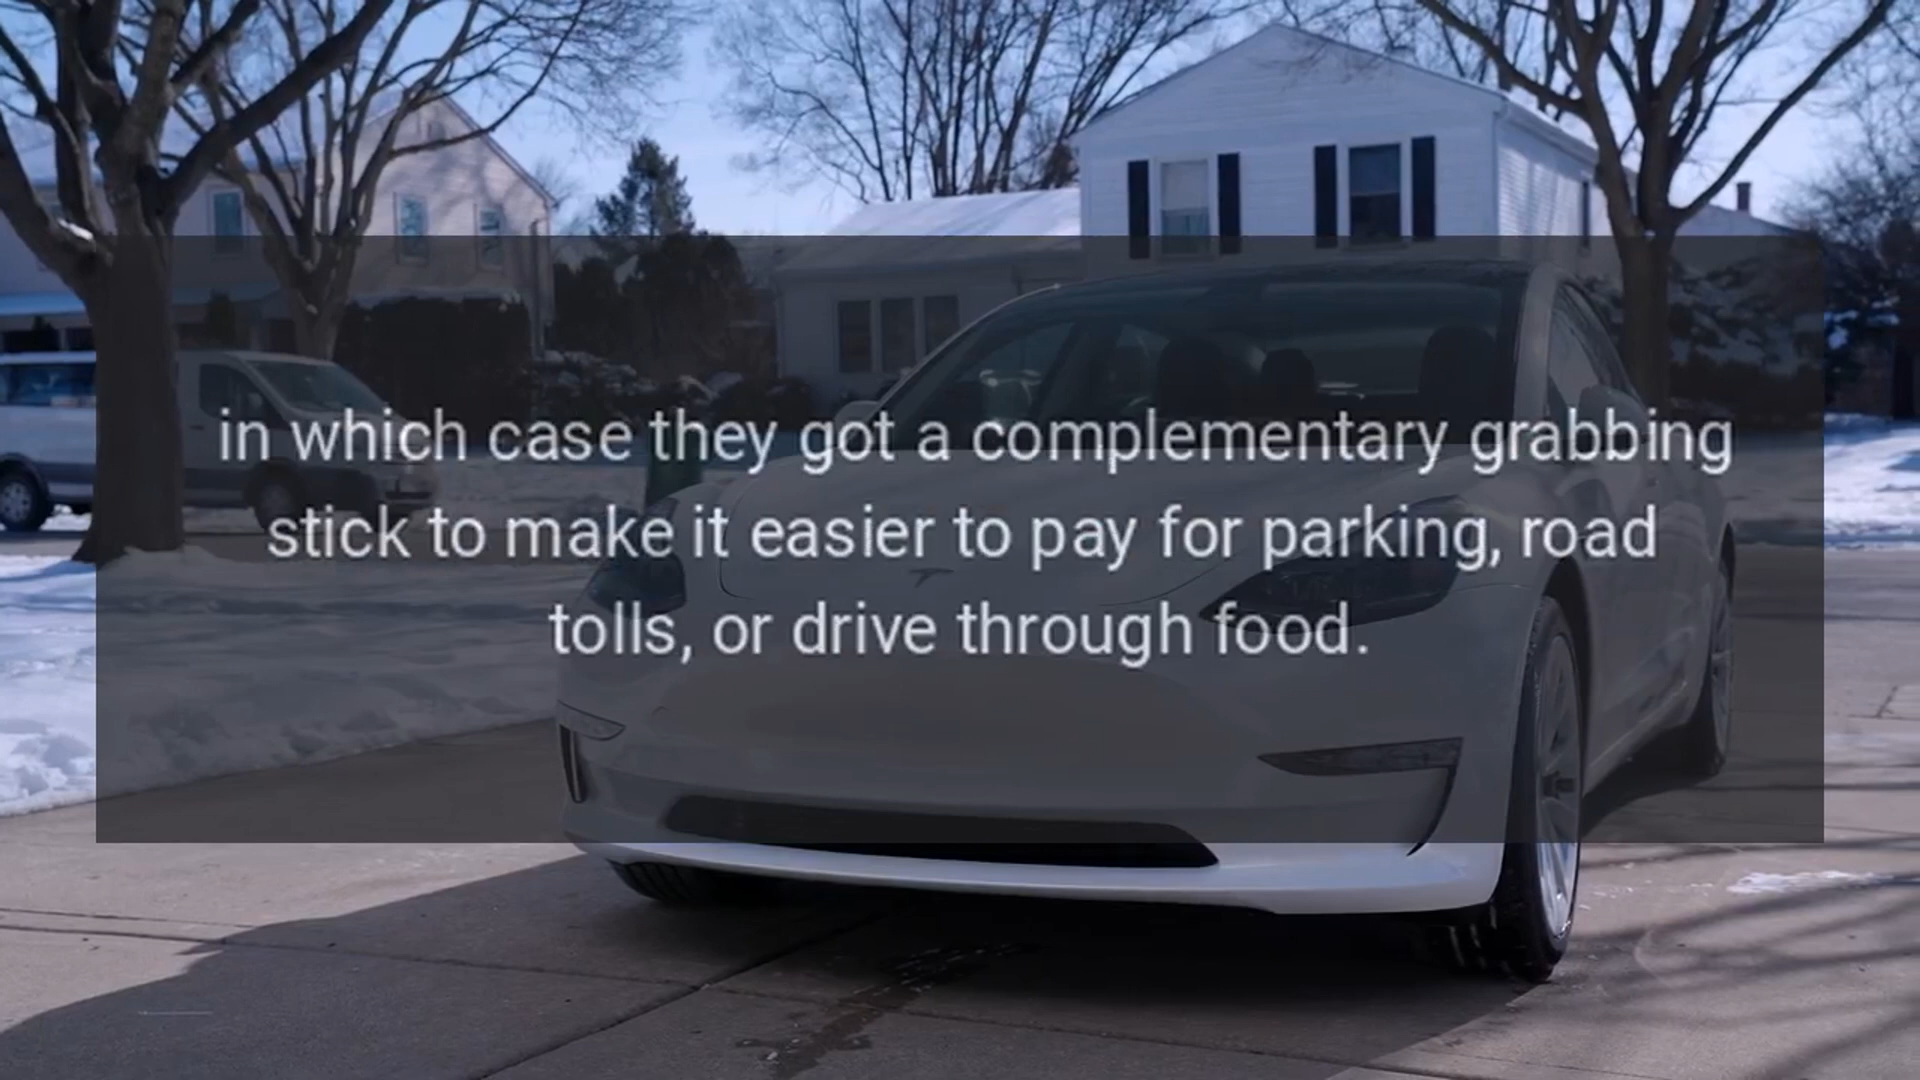 in which case they got a complementary grabbing
stick to make it easier to pay for parking, road
tolls, or drive through food.